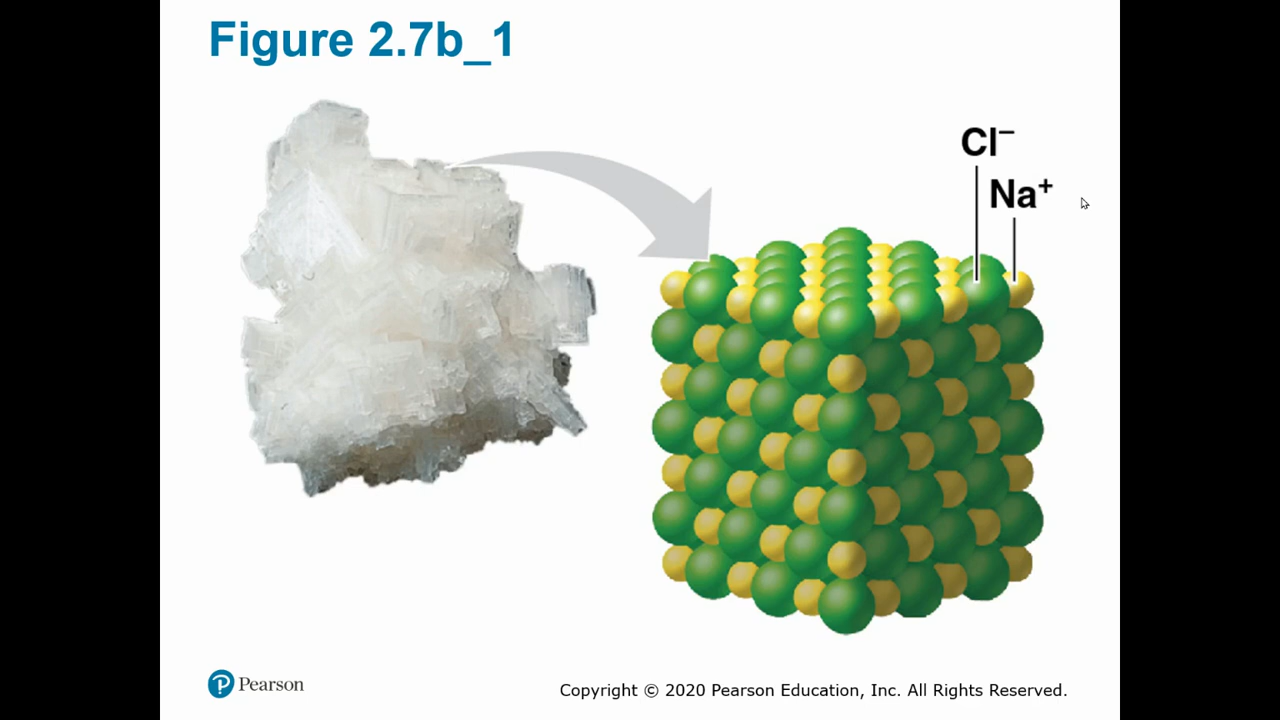 Figure 2.7b_1
Cl⁻
Na⁺
Pearson
Copyright © 2020 Pearson Education, Inc. All Rights Reserved.